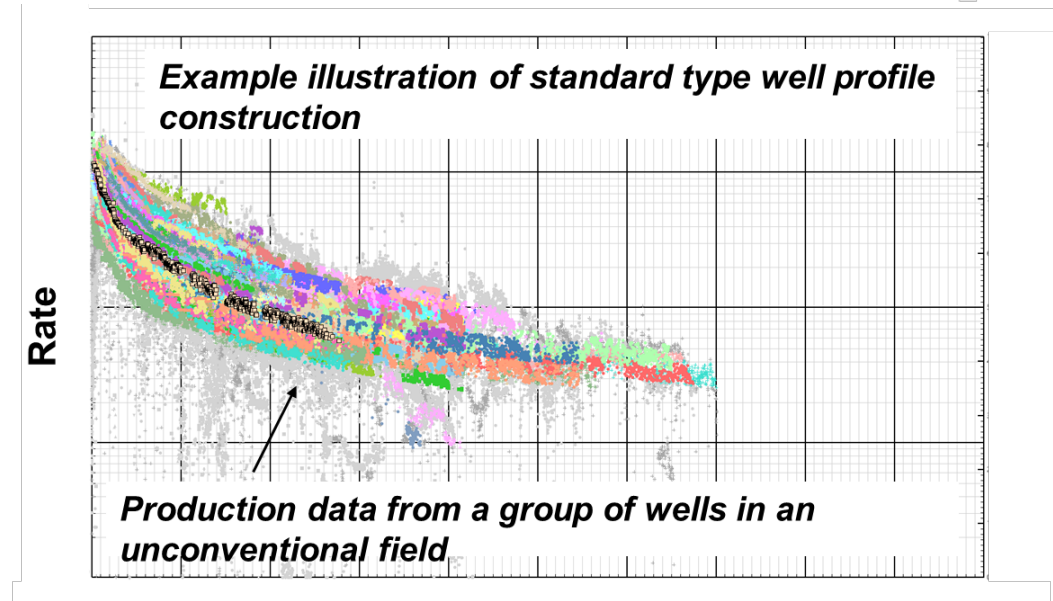 Example illustration of standard type well profile
construction
Rate
Production data from a group of wells in an
unconventional field